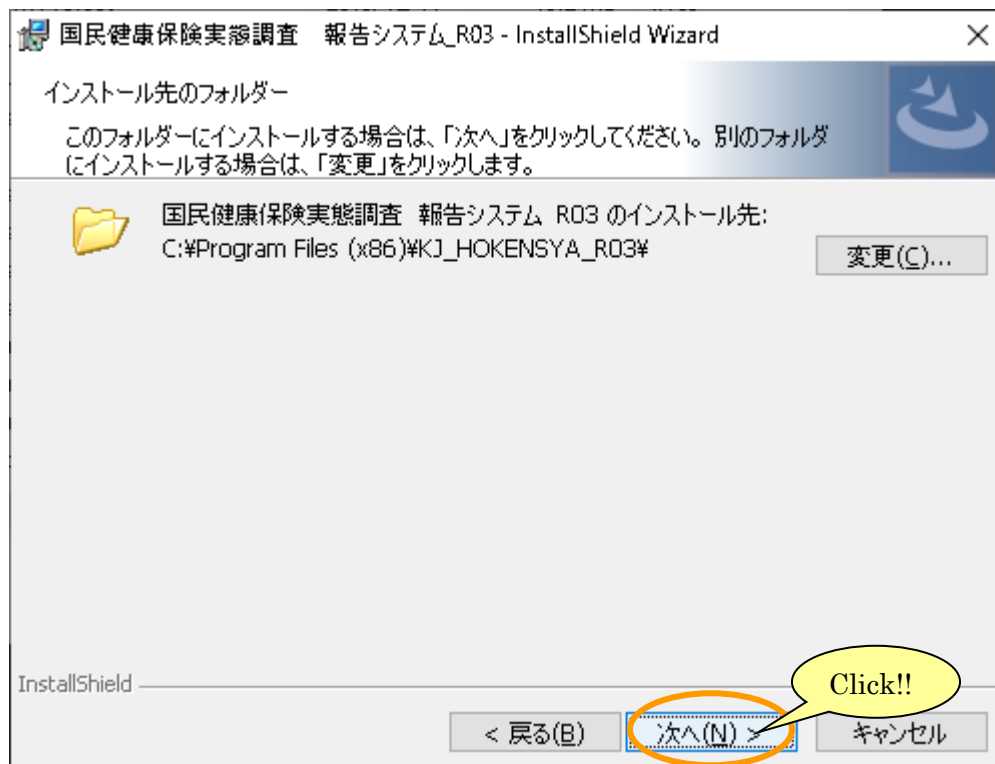 国民健康保険実態調査　報告システム_R03 - InstallShield Wizard
インストール先のフォルダー
このフォルダーにインストールする場合は、「次へ」をクリックしてください。別のフォルダ
にインストールする場合は、「変更」をクリックします。
国民健康保険実態調査 報告システム R03 のインストール先:
C:¥Program Files (x86)¥KJ_HOKENSYA_R03¥
変更(C)...
InstallShield
Click!!
< 戻る(B)
次へ(N) >
キャンセル